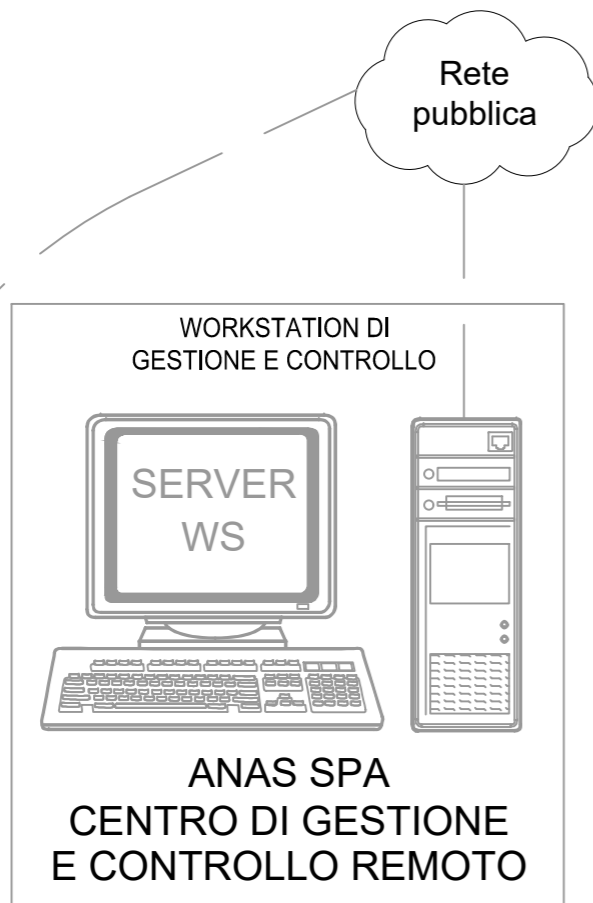 Rete
pubblica
WORKSTATION DI
GESTIONE E CONTROLLO
SERVER
WS
ANAS SPA
CENTRO DI GESTIONE
E CONTROLLO REMOTO